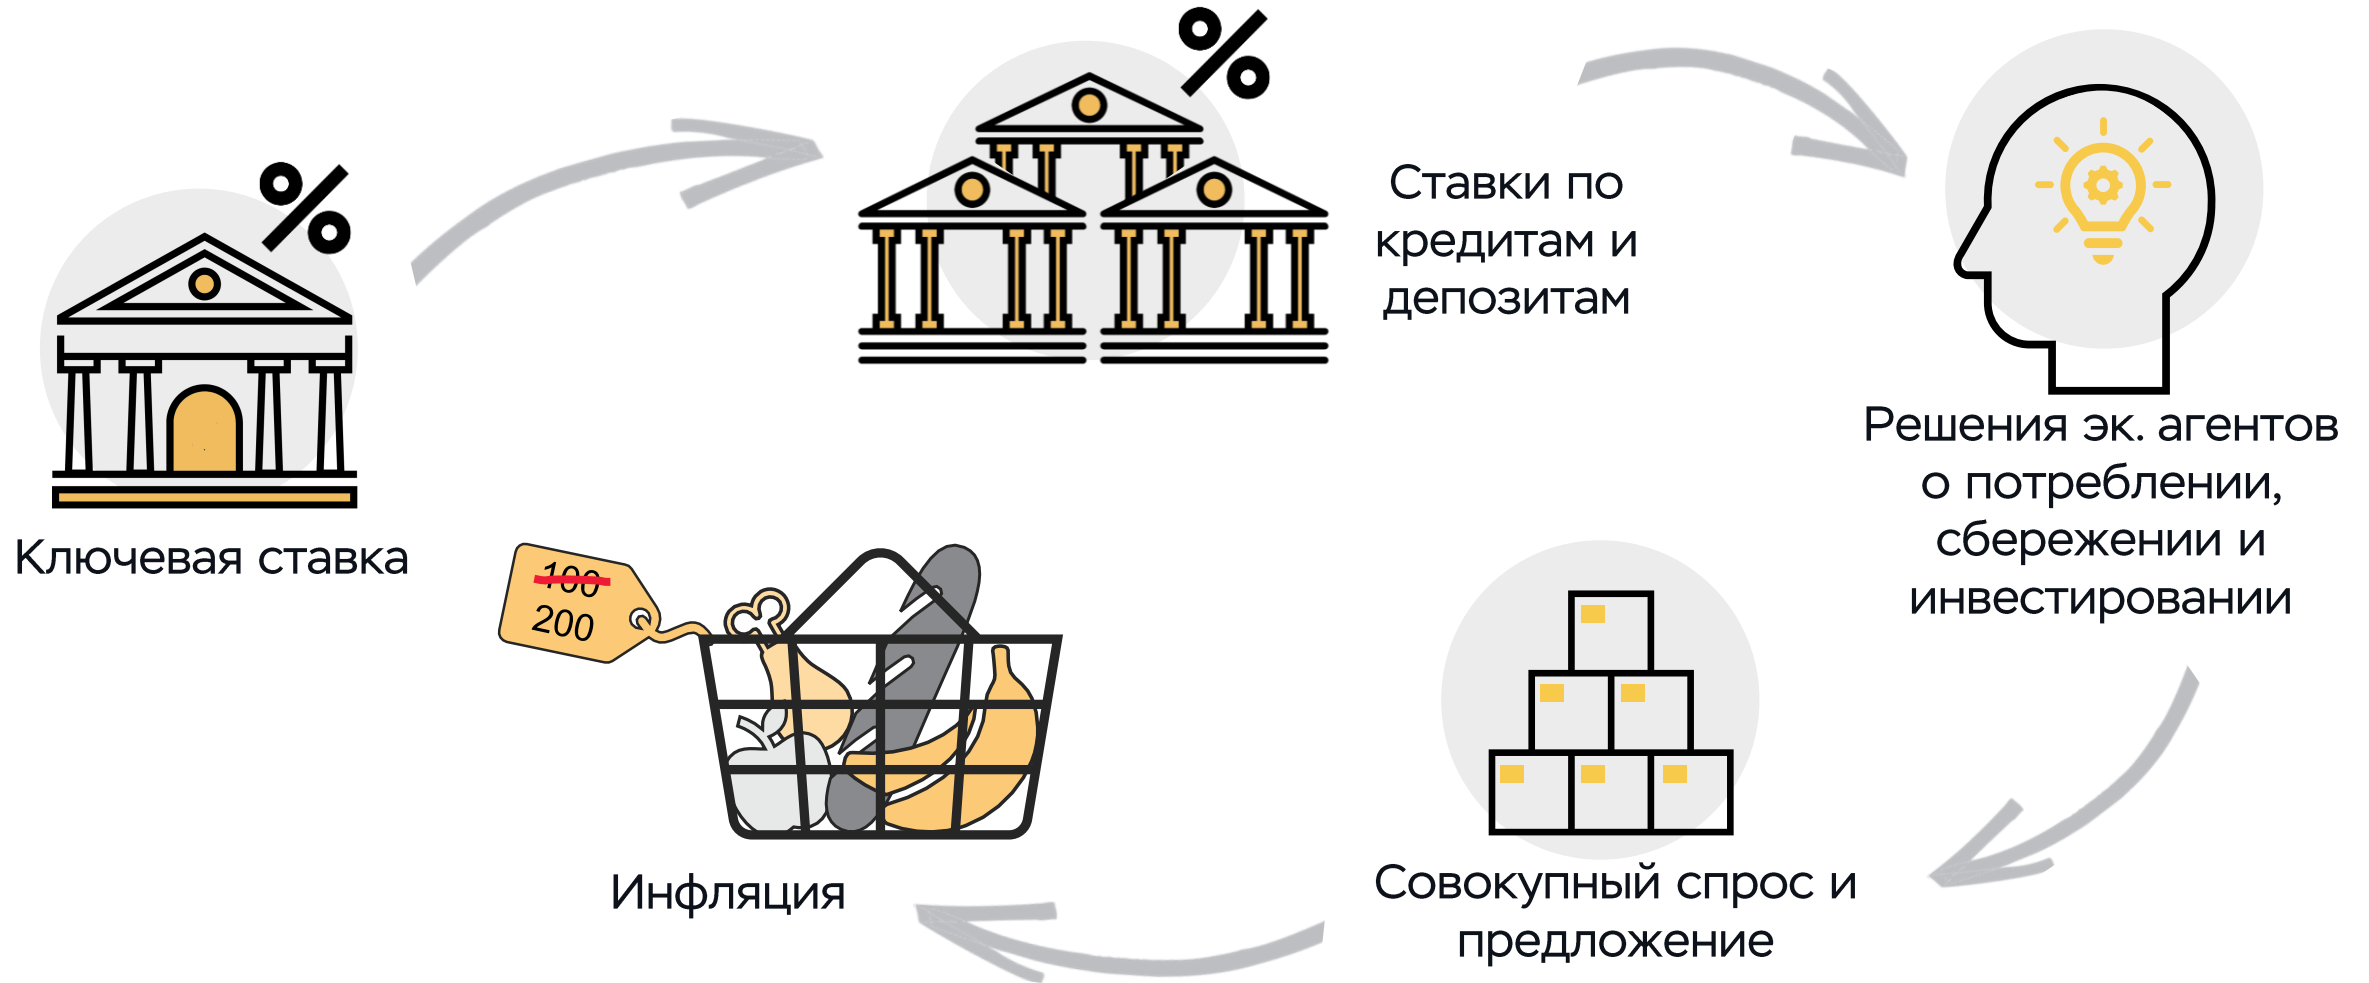 Ключевая ставка
%
%
Ставки по
кредитам и
депозитам
Решения эк. агентов
о потреблении,
сбережении и
инвестировании
Совокупный спрос и
предложение
100
200
Инфляция